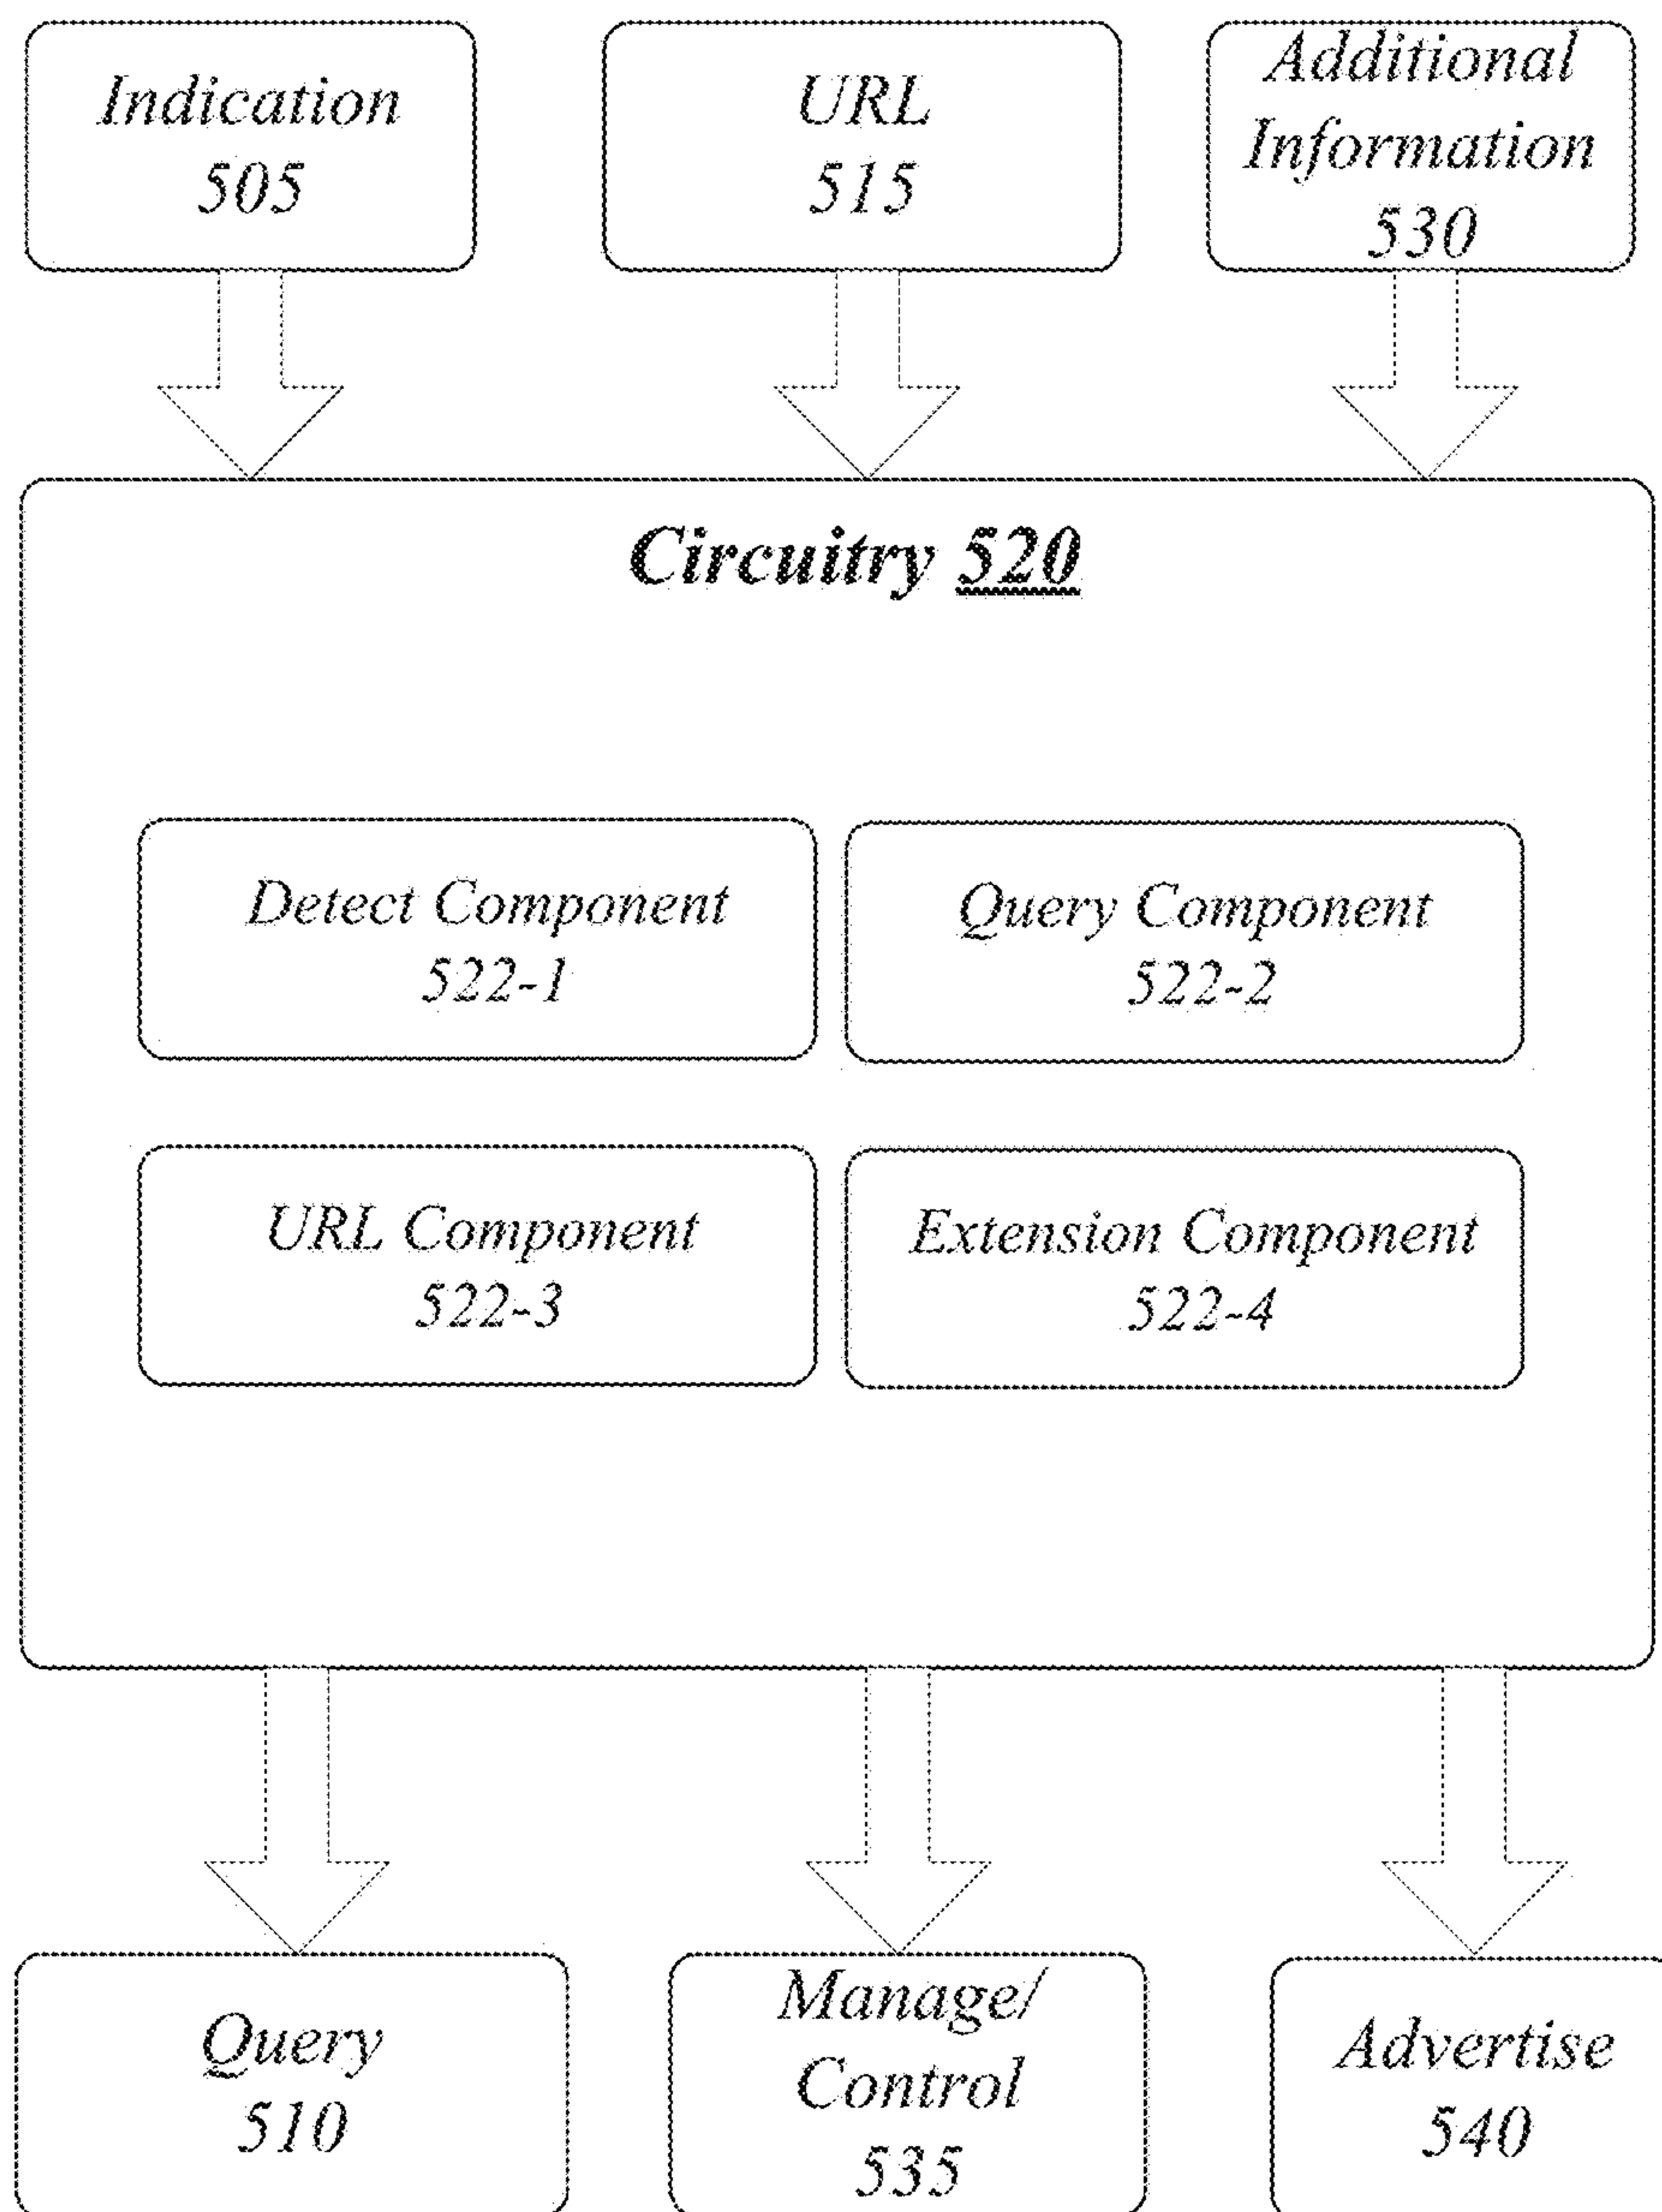 Indication
505
URL
515
Additional
Information
530
Circuitry 520
Detect Component
522-1
Query Component
522-2
URL Component
522-3
Extension Component
522-4
Query
510
Manage/
Control
535
Advertise
540